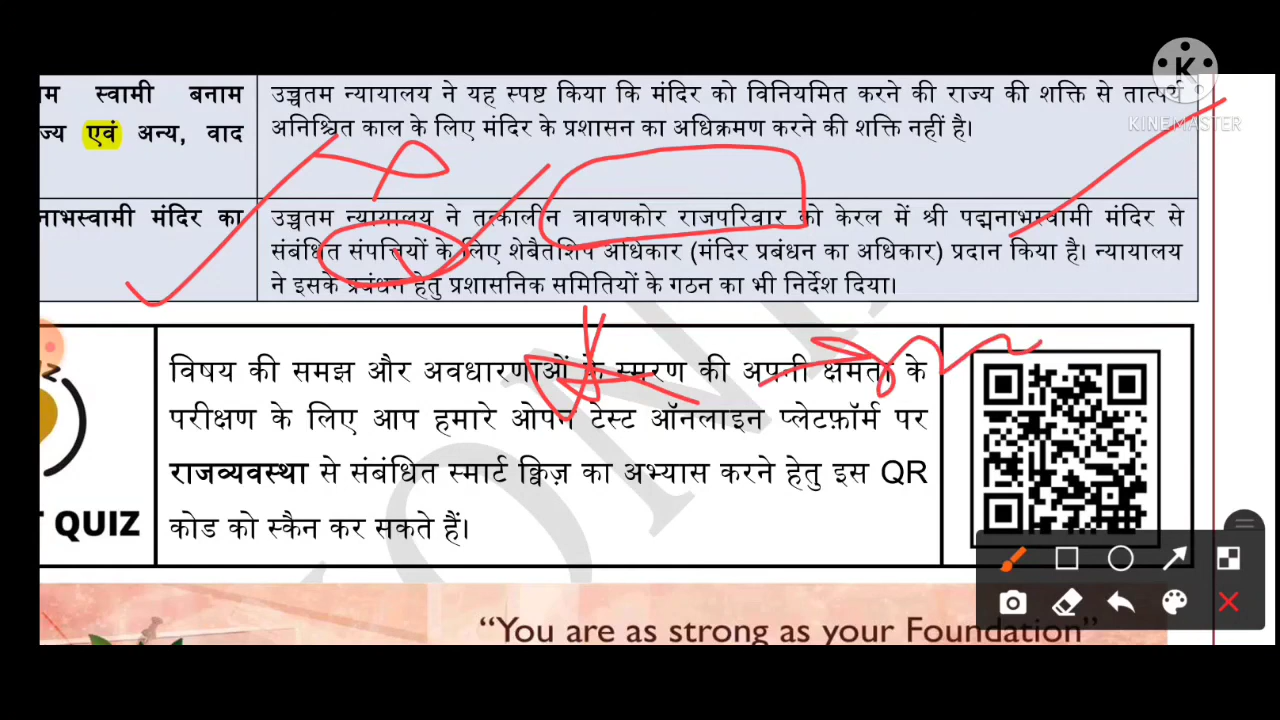 म स्वामी बनाम
ज्य एवं अन्य, वाद
उच्चतम न्यायालय ने यह स्पष्ट किया कि मंदिर को विनियमित करने की राज्य की शक्ति से तात्पर्य
अनिश्चित काल के लिए मंदिर के प्रशासन का अधिक्रमण करने की शक्ति नहीं है।
KINEMASTER
नाभस्वामी मंदिर का
उच्चतम न्यायालय ने तत्कालीन त्रावणकोर राजपरिवार को केरल में श्री पद्मनाभस्वामी मंदिर से
संबंधित संपत्तियों के लिए शेबैतशिप अधिकार (मंदिर प्रबंधन का अधिकार) प्रदान किया है। न्यायालय
ने इसके प्रबंधन हेतु प्रशासनिक समितियों के गठन का भी निर्देश दिया।
विषय की समझ और अवधारणाओं के स्मरण की अपनी क्षमता के
परीक्षण के लिए आप हमारे ओपन टेस्ट ऑनलाइन प्लेटफ़ॉर्म पर
राजव्यवस्था से संबंधित स्मार्ट क्विज़ का अभ्यास करने हेतु इस QR
कोड को स्कैन कर सकते हैं।
T QUIZ
“You are as strong as your Foundation”